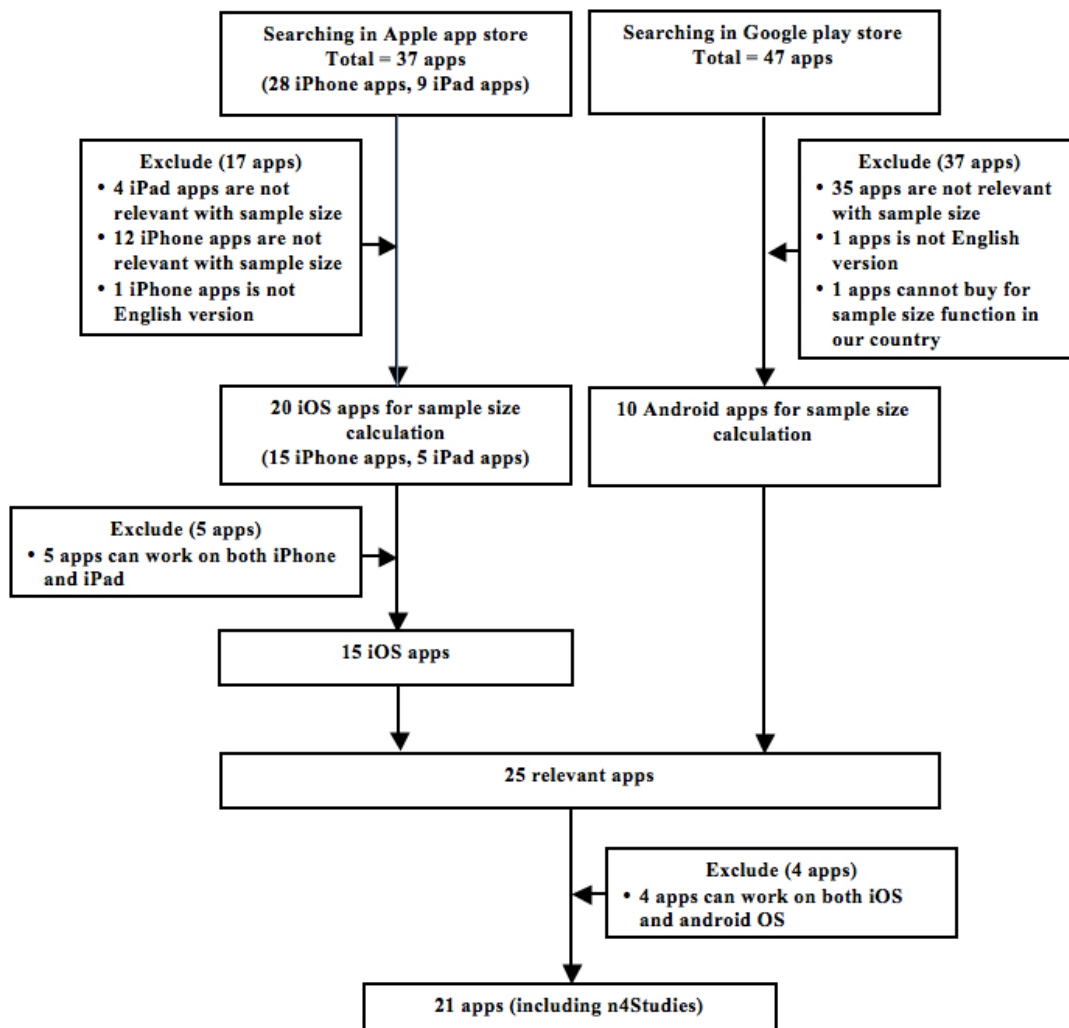 Searching in Apple app store
Total = 37 apps
(28 iPhone apps, 9 iPad apps)
Searching in Google play store
Total = 47 apps
Exclude (17 apps)
• 4 iPad apps are not
relevant with sample size
• 12 iPhone apps are not
relevant with sample size
• 1 iPhone apps is not
English version
Exclude (37 apps)
• 35 apps are not relevant
with sample size
• 1 apps is not English
version
• 1 apps cannot buy for
sample size function in
our country
20 iOS apps for sample size
calculation
(15 iPhone apps, 5 iPad apps)
10 Android apps for sample size
calculation
Exclude (5 apps)
• 5 apps can work on both iPhone
and iPad
15 iOS apps
25 relevant apps
Exclude (4 apps)
• 4 apps can work on both iOS
and android OS
21 apps (including n4Studies)